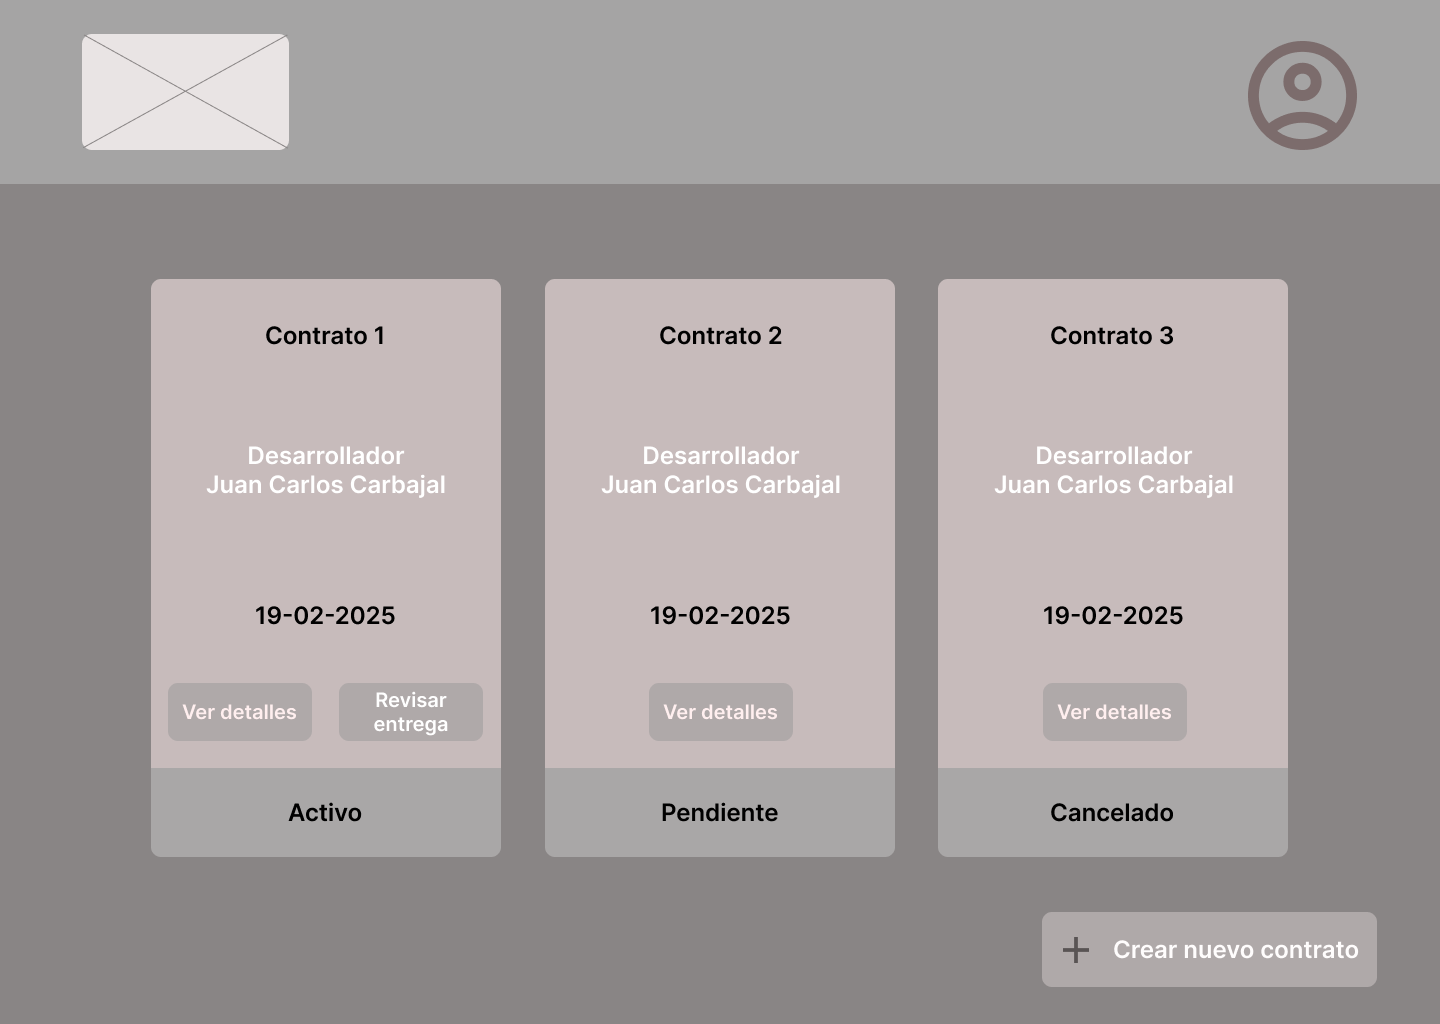 Contrato 1
Desarrollador
Juan Carlos Carbajal
19-02-2025
Ver detalles
Revisar
entrega
Activo
Contrato 2
Desarrollador
Juan Carlos Carbajal
19-02-2025
Ver detalles
Pendiente
Contrato 3
Desarrollador
Juan Carlos Carbajal
19-02-2025
Ver detalles
Cancelado
Crear nuevo contrato